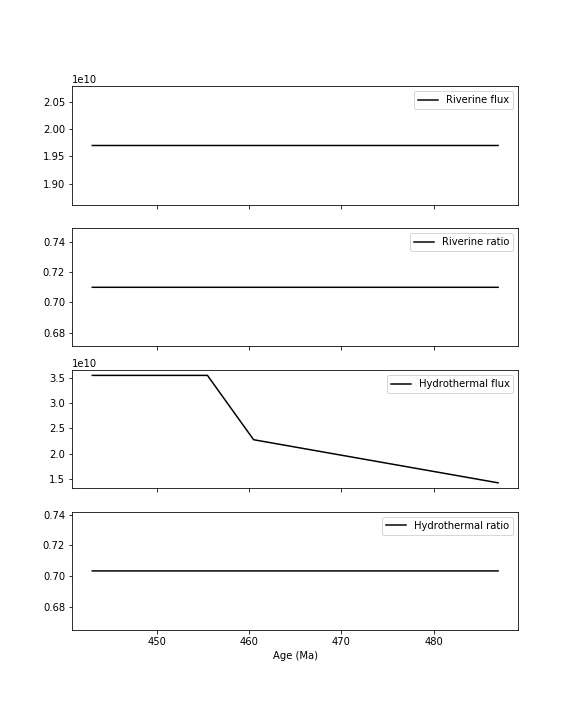 1e10
Riverine flux
2.05
2.00
1.95
1.90
Riverine ratio
0.74
0.72
0.70
0.68
1e10
Hydrothermal flux
3.5
3.0
2.5
2.0
1.5
Hydrothermal ratio
0.74
0.72
0.70
0.68
450 460 470 480
Age (Ma)